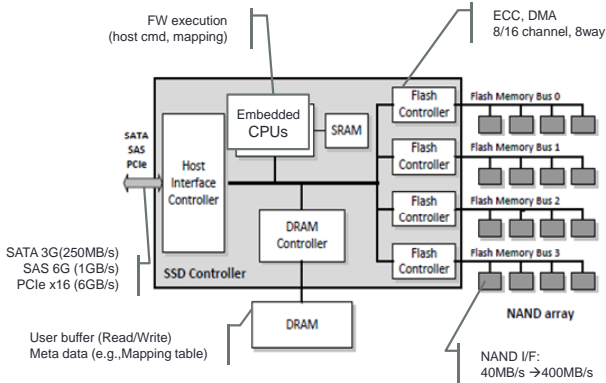 FW execution
(host cmd, mapping)
ECC, DMA
8/16 channel, 8way
Embedded
CPUs
SRAM
Flash
Controller
Flash Memory Bus 0
SATA
SAS
PCIe
Host
Interface
Controller
Flash
Controller
Flash Memory Bus 1
DRAM
Controller
Flash
Controller
Flash Memory Bus 2
Flash
Controller
Flash Memory Bus 3
SATA 3G(250MB/s)
SAS 6G (1GB/s)
PCIe x16 (6GB/s)
SSD Controller
NAND array
DRAM
User buffer (Read/Write)
Meta data (e.g.,Mapping table)
NAND I/F:
40MB/s →400MB/s